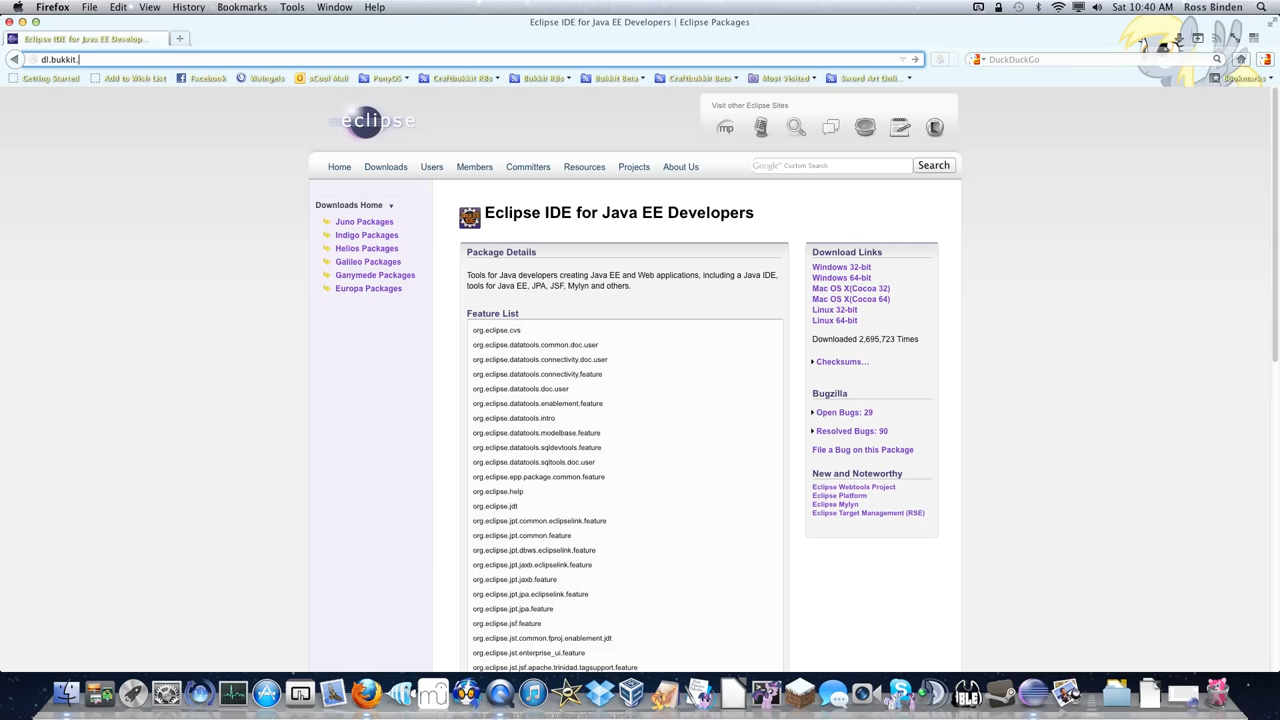 Firefox File Edit View History Bookmarks Tools Window Help Sat 10:40 AM Ross Binden
Eclipse IDE for Java EE Developers | Eclipse Packages
Eclipse IDE for Java EE Develop...
dl.bukkit.
DuckDuckGo
Getting Started Add to Wish List Facebook Waingels sCool Mail PonyOS Craftbukkit RBs Bukkit RBs Bukkit Beta Craftbukkit Beta Most Visited Sword Art Onl... Bookmarks
eclipse
Visit other Eclipse Sites
mp
Home Downloads Users Members Committers Resources Projects About Us
Google Custom Search Search
Downloads Home
Juno Packages
Indigo Packages
Helios Packages
Galileo Packages
Ganymede Packages
Europa Packages
Eclipse IDE for Java EE Developers
Package Details
Tools for Java developers creating Java EE and Web applications, including a Java IDE,
tools for Java EE, JPA, JSF, Mylyn and others.
Feature List
org.eclipse.cvs
org.eclipse.datatools.common.doc.user
org.eclipse.datatools.connectivity.doc.user
org.eclipse.datatools.connectivity.feature
org.eclipse.datatools.doc.user
org.eclipse.datatools.enablement.feature
org.eclipse.datatools.intro
org.eclipse.datatools.modelbase.feature
org.eclipse.datatools.sqldevtools.feature
org.eclipse.datatools.sqltools.doc.user
org.eclipse.epp.package.common.feature
org.eclipse.help
org.eclipse.jdt
org.eclipse.jpt.common.eclipselink.feature
org.eclipse.jpt.common.feature
org.eclipse.jpt.dbws.eclipselink.feature
org.eclipse.jpt.jaxb.eclipselink.feature
org.eclipse.jpt.jaxb.feature
org.eclipse.jpt.jpa.eclipselink.feature
org.eclipse.jpt.jpa.feature
org.eclipse.jsf.feature
org.eclipse.jst.common.fproj.enablement.jdt
org.eclipse.jst.enterprise_ui.feature
org.eclipse.jst.jsf.apache.trinidad.tagsupport.feature
Download Links
Windows 32-bit
Windows 64-bit
Mac OS X(Cocoa 32)
Mac OS X(Cocoa 64)
Linux 32-bit
Linux 64-bit
Downloaded 2,695,723 Times
Checksums...
Bugzilla
Open Bugs: 29
Resolved Bugs: 90
File a Bug on this Package
New and Noteworthy
Eclipse Webtools Project
Eclipse Platform
Eclipse Mylyn
Eclipse Target Management (RSE)